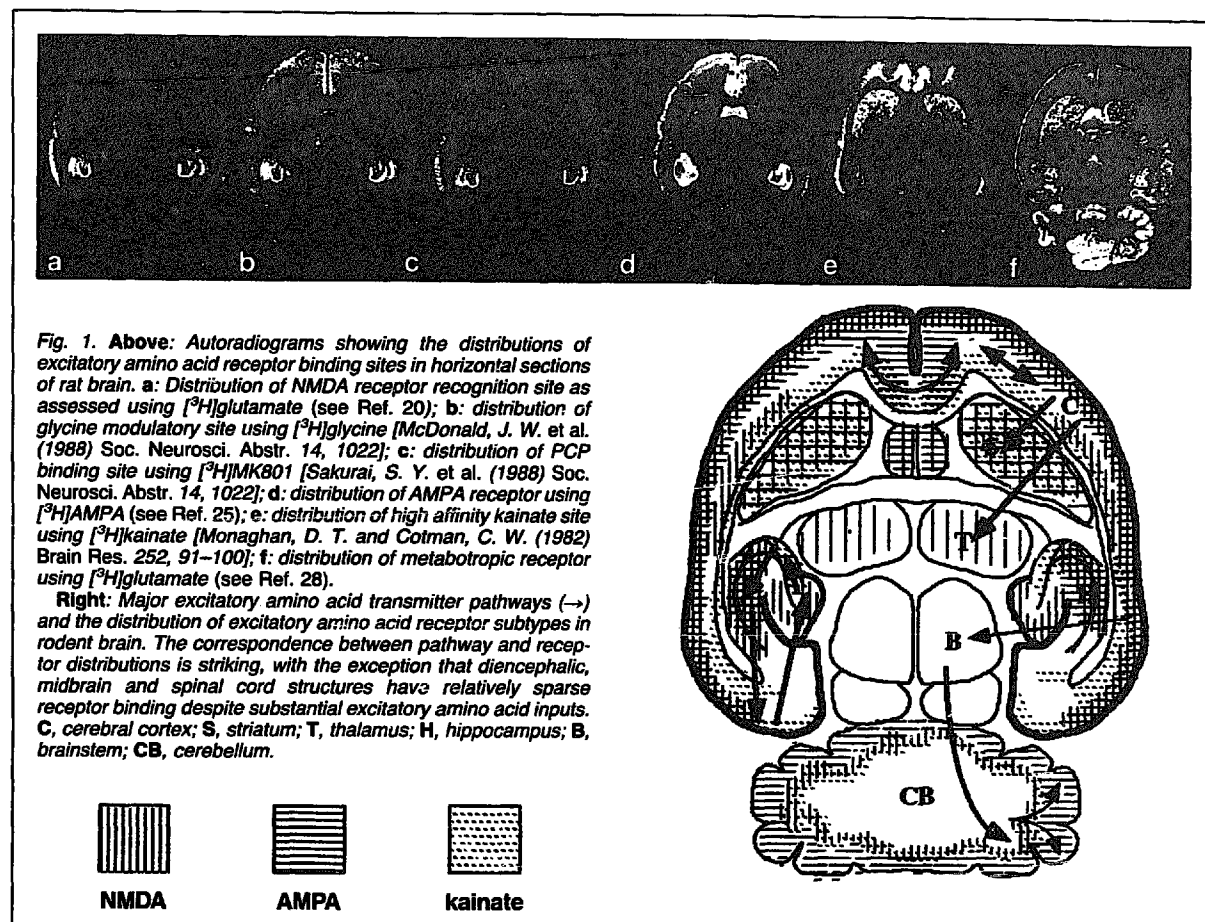 a b c d e f
Fig. 1. Above: Autoradiograms showing the distributions of
excitatory amino acid receptor binding sites in horizontal sections
of rat brain. a: Distribution of NMDA receptor recognition site as
assessed using [³H]glutamate (see Ref. 20); b: distribution of
glycine modulatory site using [³H]glycine [McDonald, J. W. et al.
(1988) Soc. Neurosci. Abstr. 14, 1022]; c: distribution of PCP
binding site using [³H]MK801 [Sakurai, S. Y. et al. (1988) Soc.
Neurosci. Abstr. 14, 1022]; d: distribution of AMPA receptor using
[³H]AMPA (see Ref. 25); e: distribution of high affinity kainate site
using [³H]kainate [Monaghan, D. T. and Cotman, C. W. (1982)
Brain Res. 252, 91–100]; f: distribution of metabotropic receptor
using [³H]glutamate (see Ref. 28).
Right: Major excitatory amino acid transmitter pathways (→)
and the distribution of excitatory amino acid receptor subtypes in
rodent brain. The correspondence between pathway and recep-
tor distributions is striking, with the exception that diencephalic,
midbrain and spinal cord structures have relatively sparse
receptor binding despite substantial excitatory amino acid inputs.
C, cerebral cortex; S, striatum; T, thalamus; H, hippocampus; B,
brainstem; CB, cerebellum.
C
S
T
H
B
CB
NMDA AMPA kainate